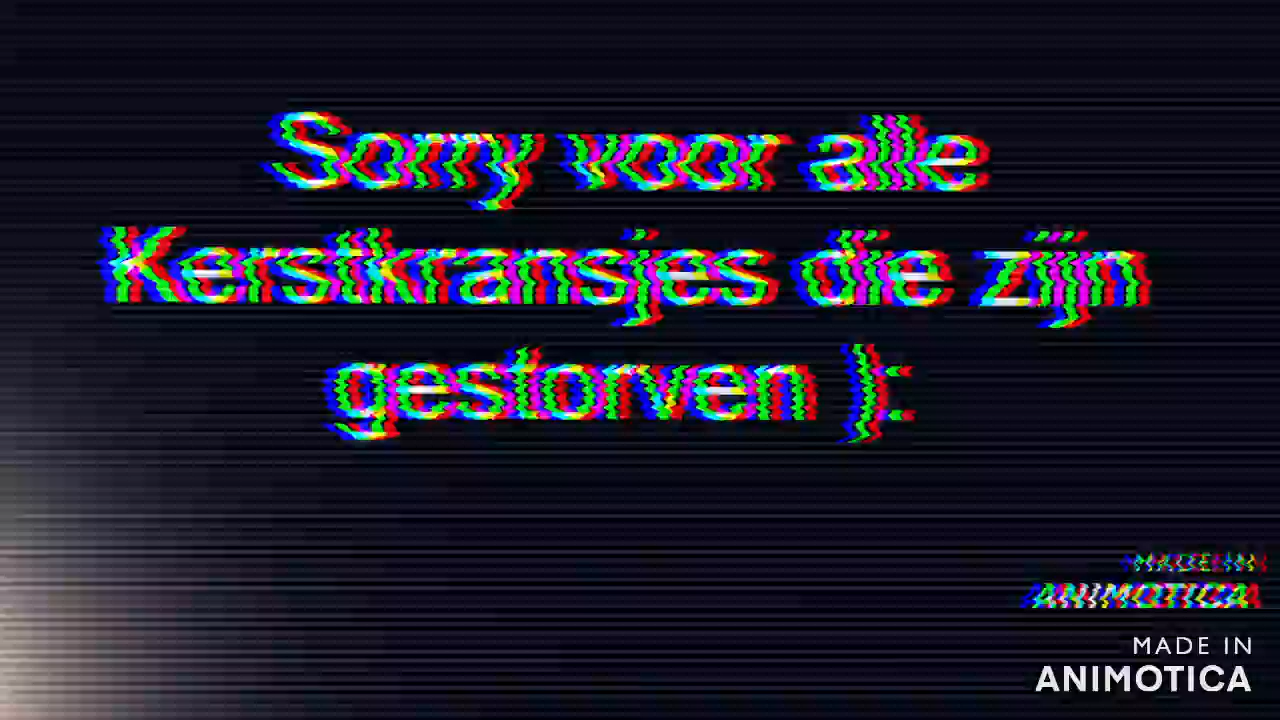 Sorry voor alle
Kerstkransjes die zijn
gestorven ):
MADE IN
ANIMOTICA
MADE IN
ANIMOTICA